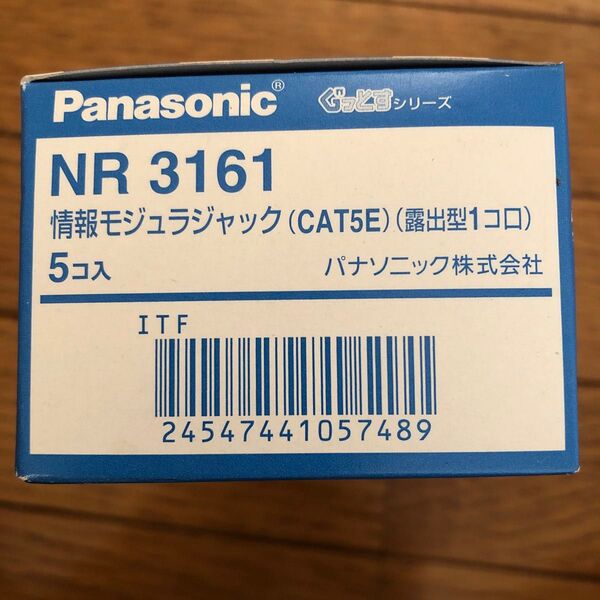 Panasonic® ぐっとすシリーズ
NR 3161
情報モジュラジャック(CAT5E)(露出型1コ口)
5コ入 パナソニック株式会社
ITF
24547441057489